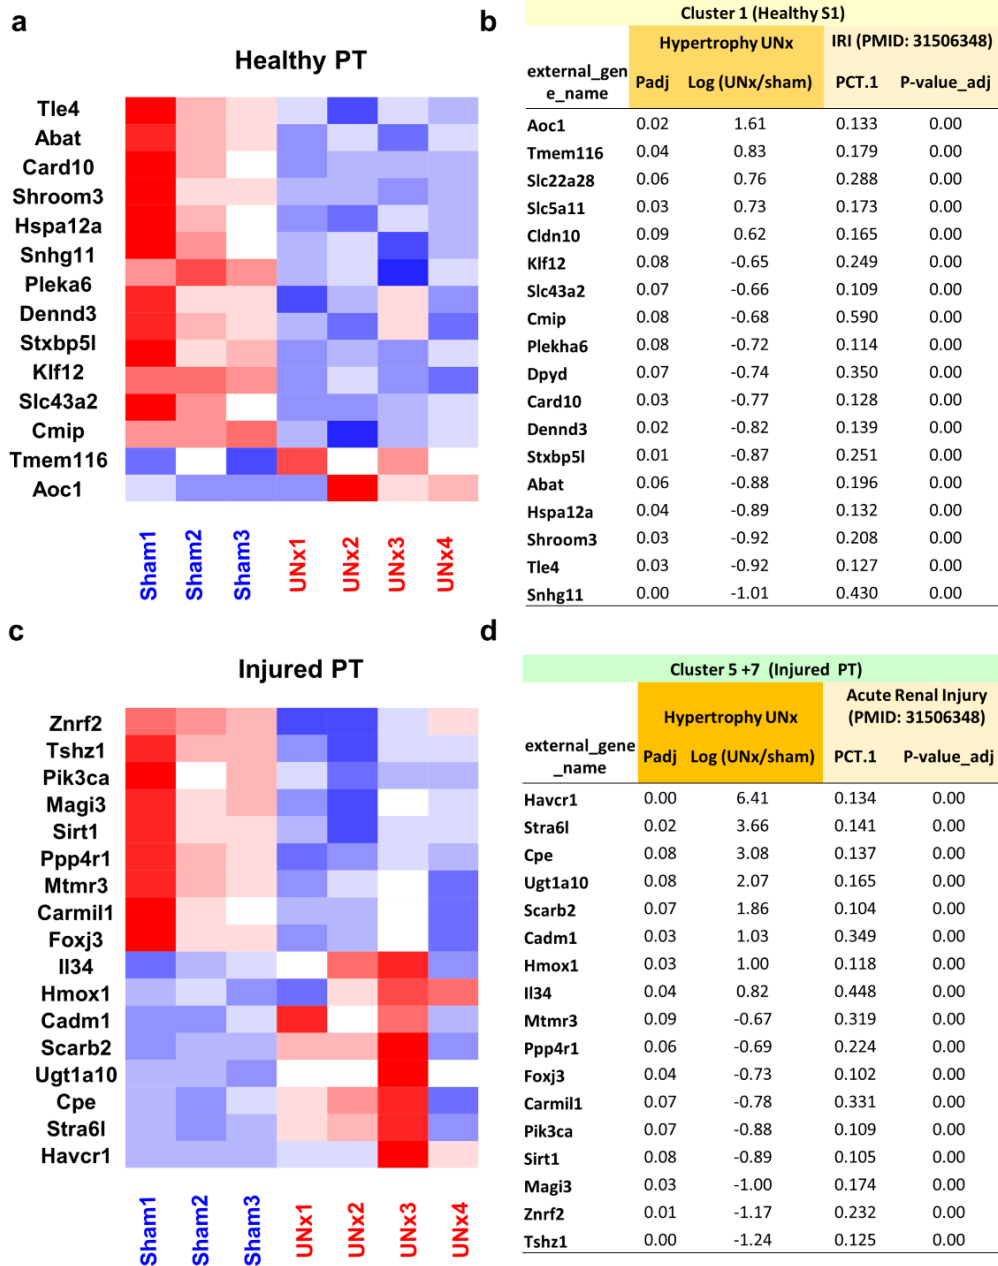 a
Healthy PT
Tle4
Abat
Card10
Shroom3
Hspa12a
Snhg11
Pleka6
Dennd3
Stxbp5l
Klf12
Slc43a2
Cmip
Tmem116
Aoc1
Sham1 Sham2 Sham3 UNx1 UNx2 UNx3 UNx4
b
Cluster 1 (Healthy S1)
Hypertrophy UNx IRI (PMID: 31506348)
external_gen
e_name Padj Log (UNx/sham) PCT.1 P-value_adj
Aoc1 0.02 1.61 0.133 0.00
Tmem116 0.04 0.83 0.179 0.00
Slc22a28 0.06 0.76 0.288 0.00
Slc5a11 0.03 0.73 0.173 0.00
Cldn10 0.09 0.62 0.165 0.00
Klf12 0.08 -0.65 0.249 0.00
Slc43a2 0.07 -0.66 0.109 0.00
Cmip 0.08 -0.68 0.590 0.00
Plekha6 0.08 -0.72 0.114 0.00
Dpyd 0.07 -0.74 0.350 0.00
Card10 0.03 -0.77 0.128 0.00
Dennd3 0.02 -0.82 0.139 0.00
Stxbp5l 0.01 -0.87 0.251 0.00
Abat 0.06 -0.88 0.196 0.00
Hspa12a 0.04 -0.89 0.132 0.00
Shroom3 0.03 -0.92 0.208 0.00
Tle4 0.03 -0.92 0.127 0.00
Snhg11 0.00 -1.01 0.430 0.00
c
Injured PT
Znrf2
Tshz1
Pik3ca
Magi3
Sirt1
Ppp4r1
Mtmr3
Carmil1
Foxj3
Il34
Hmox1
Cadm1
Scarb2
Ugt1a10
Cpe
Stra6l
Havcr1
Sham1 Sham2 Sham3 UNx1 UNx2 UNx3 UNx4
d
Cluster 5 +7 (Injured PT)
Hypertrophy UNx Acute Renal Injury
(PMID: 31506348)
external_gene
_name Padj Log (UNx/sham) PCT.1 P-value_adj
Havcr1 0.00 6.41 0.134 0.00
Stra6l 0.02 3.66 0.141 0.00
Cpe 0.08 3.08 0.137 0.00
Ugt1a10 0.08 2.07 0.165 0.00
Scarb2 0.07 1.86 0.104 0.00
Cadm1 0.03 1.03 0.349 0.00
Hmox1 0.03 1.00 0.118 0.00
Il34 0.04 0.82 0.448 0.00
Mtmr3 0.09 -0.67 0.319 0.00
Ppp4r1 0.06 -0.69 0.224 0.00
Foxj3 0.04 -0.73 0.102 0.00
Carmil1 0.07 -0.78 0.331 0.00
Pik3ca 0.07 -0.88 0.109 0.00
Sirt1 0.08 -0.89 0.105 0.00
Magi3 0.03 -1.00 0.174 0.00
Znrf2 0.01 -1.17 0.232 0.00
Tshz1 0.00 -1.24 0.125 0.00